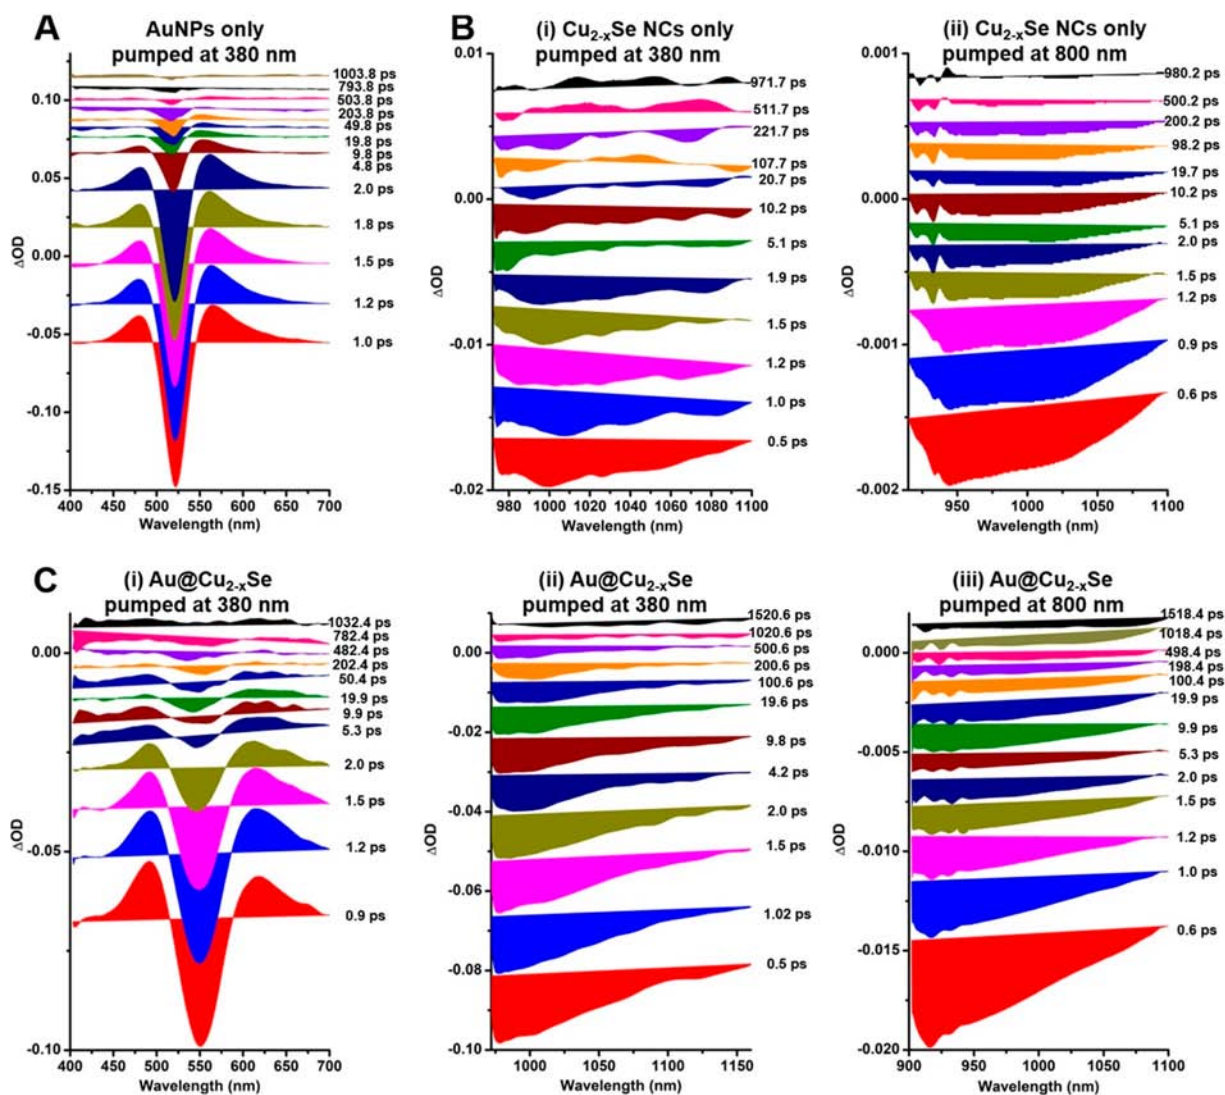 A
AuNPs only
pumped at 380 nm
0.10
0.05
0.00
-0.05
-0.10
-0.15
ΔOD
1003.8 ps
793.8 ps
503.8 ps
203.8 ps
49.8 ps
19.8 ps
9.8 ps
4.8 ps
2.0 ps
1.8 ps
1.5 ps
1.2 ps
1.0 ps
400 450 500 550 600 650 700
Wavelength (nm)
B
(i) Cu2-xSe NCs only
pumped at 380 nm
0.01
0.00
-0.01
-0.02
ΔOD
971.7 ps
511.7 ps
221.7 ps
107.7 ps
20.7 ps
10.2 ps
5.1 ps
1.9 ps
1.5 ps
1.2 ps
1.0 ps
0.5 ps
980 1000 1020 1040 1060 1080 1100
Wavelength (nm)
(ii) Cu2-xSe NCs only
pumped at 800 nm
0.001
0.000
-0.001
-0.002
ΔOD
980.2 ps
500.2 ps
200.2 ps
98.2 ps
19.7 ps
10.2 ps
5.1 ps
2.0 ps
1.5 ps
1.2 ps
0.9 ps
0.6 ps
950 1000 1050 1100
Wavelength (nm)
C
(i) Au@Cu2-xSe
pumped at 380 nm
0.00
-0.05
-0.10
ΔOD
1032.4 ps
782.4 ps
482.4 ps
202.4 ps
50.4 ps
19.9 ps
9.9 ps
5.3 ps
2.0 ps
1.5 ps
1.2 ps
0.9 ps
400 450 500 550 600 650 700
Wavelength (nm)
(ii) Au@Cu2-xSe
pumped at 380 nm
0.00
-0.02
-0.04
-0.06
-0.08
-0.10
ΔOD
1520.6 ps
1020.6 ps
500.6 ps
200.6 ps
100.6 ps
19.6 ps
9.8 ps
4.2 ps
2.0 ps
1.5 ps
1.02 ps
0.5 ps
1000 1050 1100 1150
Wavelength (nm)
(iii) Au@Cu2-xSe
pumped at 800 nm
0.000
-0.005
-0.010
-0.015
-0.020
ΔOD
1518.4 ps
1018.4 ps
498.4 ps
198.4 ps
100.4 ps
19.9 ps
9.9 ps
5.3 ps
2.0 ps
1.5 ps
1.2 ps
1.0 ps
0.6 ps
900 950 1000 1050 1100
Wavelength (nm)